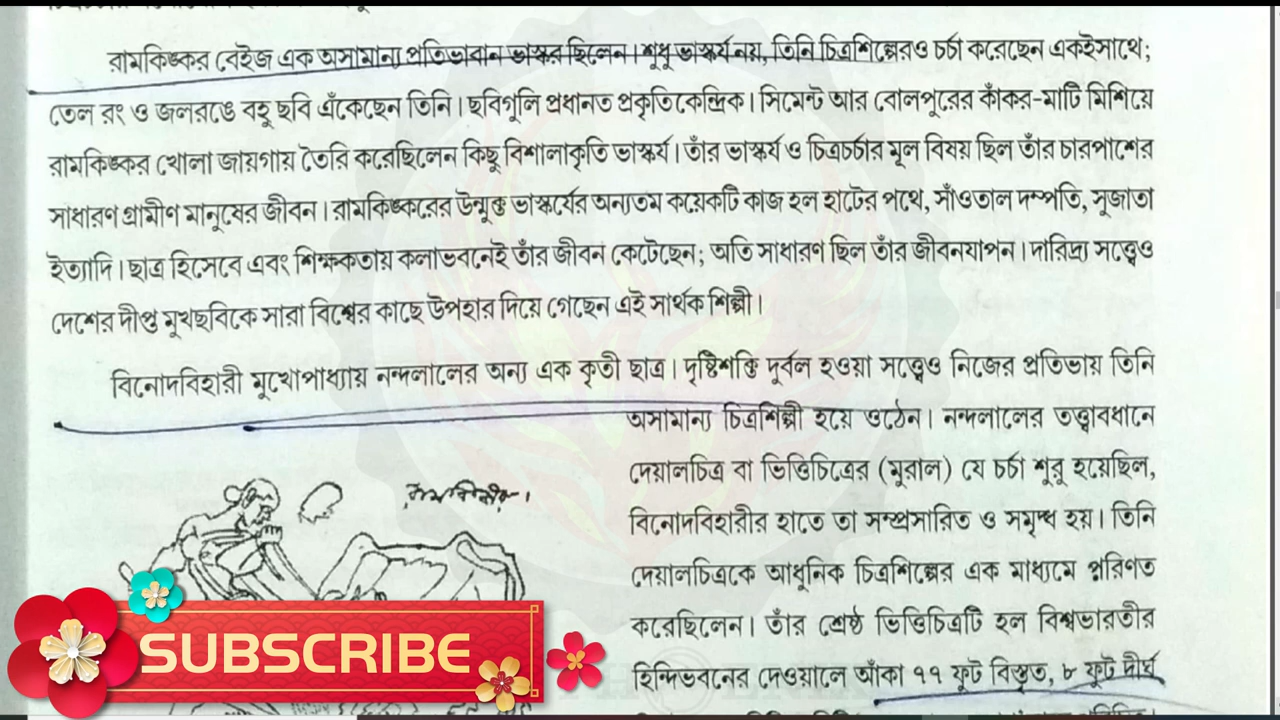 রামকিঙ্কর বেইজ এক অসামান্য প্রতিভাবান ভাস্কর ছিলেন। শুধু ভাস্কর্য নয়, তিনি চিত্রশিল্পেরও চর্চা করেছেন একইসাথে;
তেল রং ও জলরঙে বহু ছবি এঁকেছেন তিনি। ছবিগুলি প্রধানত প্রকৃতিকেন্দ্রিক। সিমেন্ট আর বোলপুরের কাঁকর-মাটি মিশিয়ে
রামকিঙ্কর খোলা জায়গায় তৈরি করেছিলেন কিছু বিশালাকৃতি ভাস্কর্য। তাঁর ভাস্কর্য ও চিত্রচর্চার মূল বিষয় ছিল তাঁর চারপাশের
সাধারণ গ্রামীণ মানুষের জীবন। রামকিঙ্করের উন্মুক্ত ভাস্কর্যের অন্যতম কয়েকটি কাজ হল হাটের পথে, সাঁওতাল দম্পতি, সুজাতা
ইত্যাদি। ছাত্র হিসেবে এবং শিক্ষকতায় কলাভবনেই তাঁর জীবন কেটেছেন; অতি সাধারণ ছিল তাঁর জীবনযাপন। দারিদ্র্য সত্ত্বেও
দেশের দীপ্ত মুখছবিকে সারা বিশ্বের কাছে উপহার দিয়ে গেছেন এই সার্থক শিল্পী।
বিনোদবিহারী মুখোপাধ্যায় নন্দলালের অন্য এক কৃতী ছাত্র। দৃষ্টিশক্তি দুর্বল হওয়া সত্ত্বেও নিজের প্রতিভায় তিনি
অসামান্য চিত্রশিল্পী হয়ে ওঠেন। নন্দলালের তত্ত্বাবধানে
দেয়ালচিত্র বা ভিত্তিচিত্রের (মুরাল) যে চর্চা শুরু হয়েছিল,
বিনোদবিহারীর হাতে তা সম্প্রসারিত ও সমৃদ্ধ হয়। তিনি
দেয়ালচিত্রকে আধুনিক চিত্রশিল্পের এক মাধ্যমে পরিণত
করেছিলেন। তাঁর শ্রেষ্ঠ ভিত্তিচিত্রটি হল বিশ্বভারতীর
হিন্দিভবনের দেওয়ালে আঁকা ৭৭ ফুট বিস্তৃত, ৮ ফুট দীর্ঘ
SUBSCRIBE